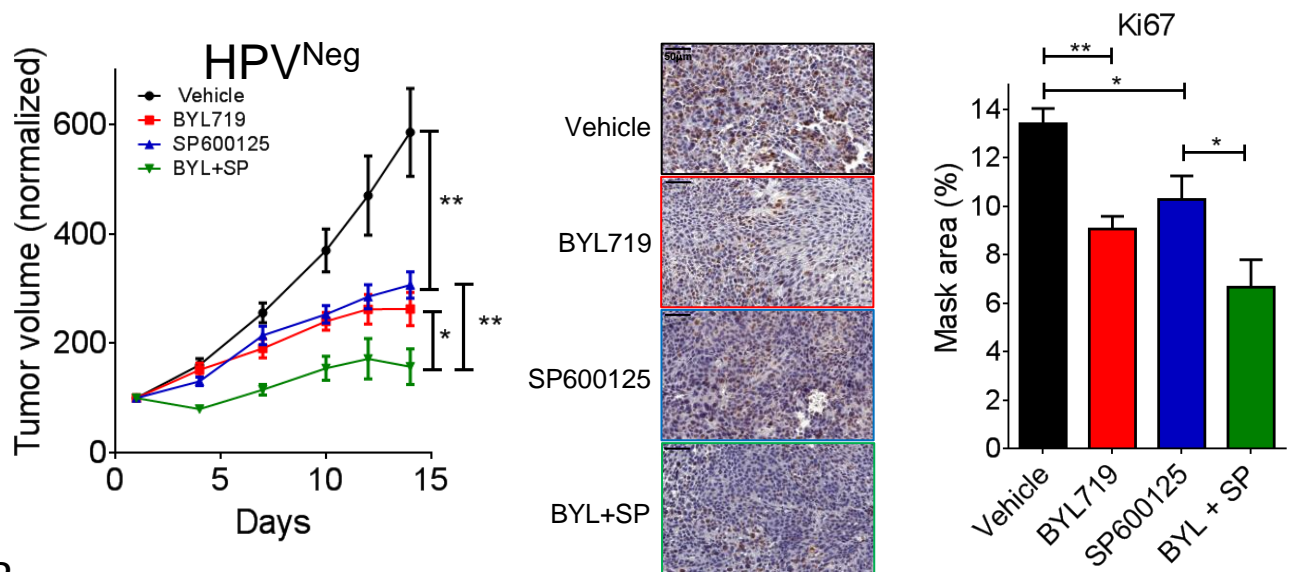 HPVNeg
Vehicle
BYL719
SP600125
BYL+SP
Tumor volume (normalized)
600
400
200
0
0 5 10 15
Days
**
*
**
50µm
Vehicle
BYL719
SP600125
BYL+SP
Ki67
**
*
*
Mask area (%)
14
12
10
8
6
4
2
0
Vehicle
BYL719
SP600125
BYL + SP